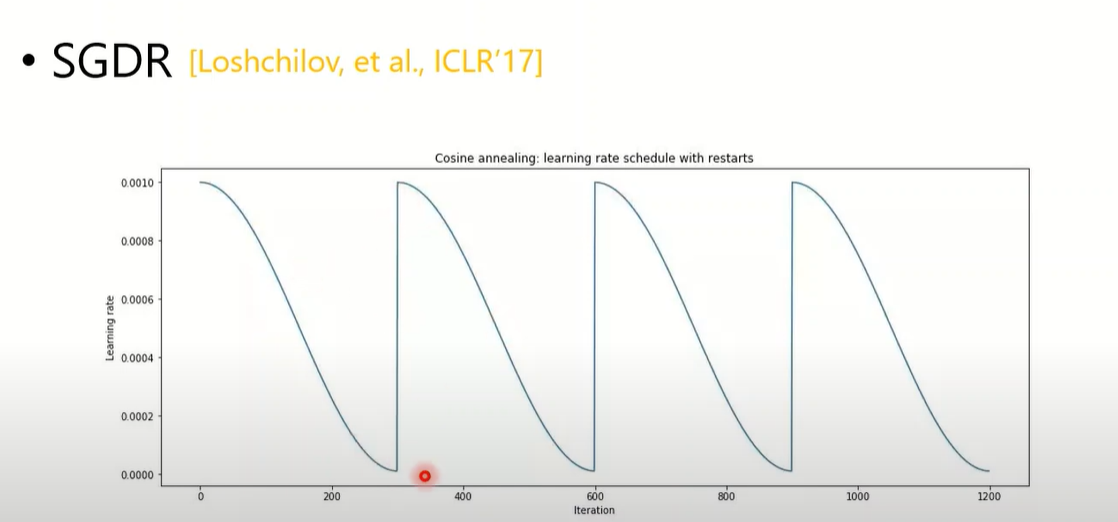 • SGDR [Loshchilov, et al., ICLR'17]
Cosine annealing: learning rate schedule with restarts
0.0010
0.0008
0.0006
0.0004
0.0002
0.0000
Learning rate
0 200 400 600 800 1000 1200
Iteration